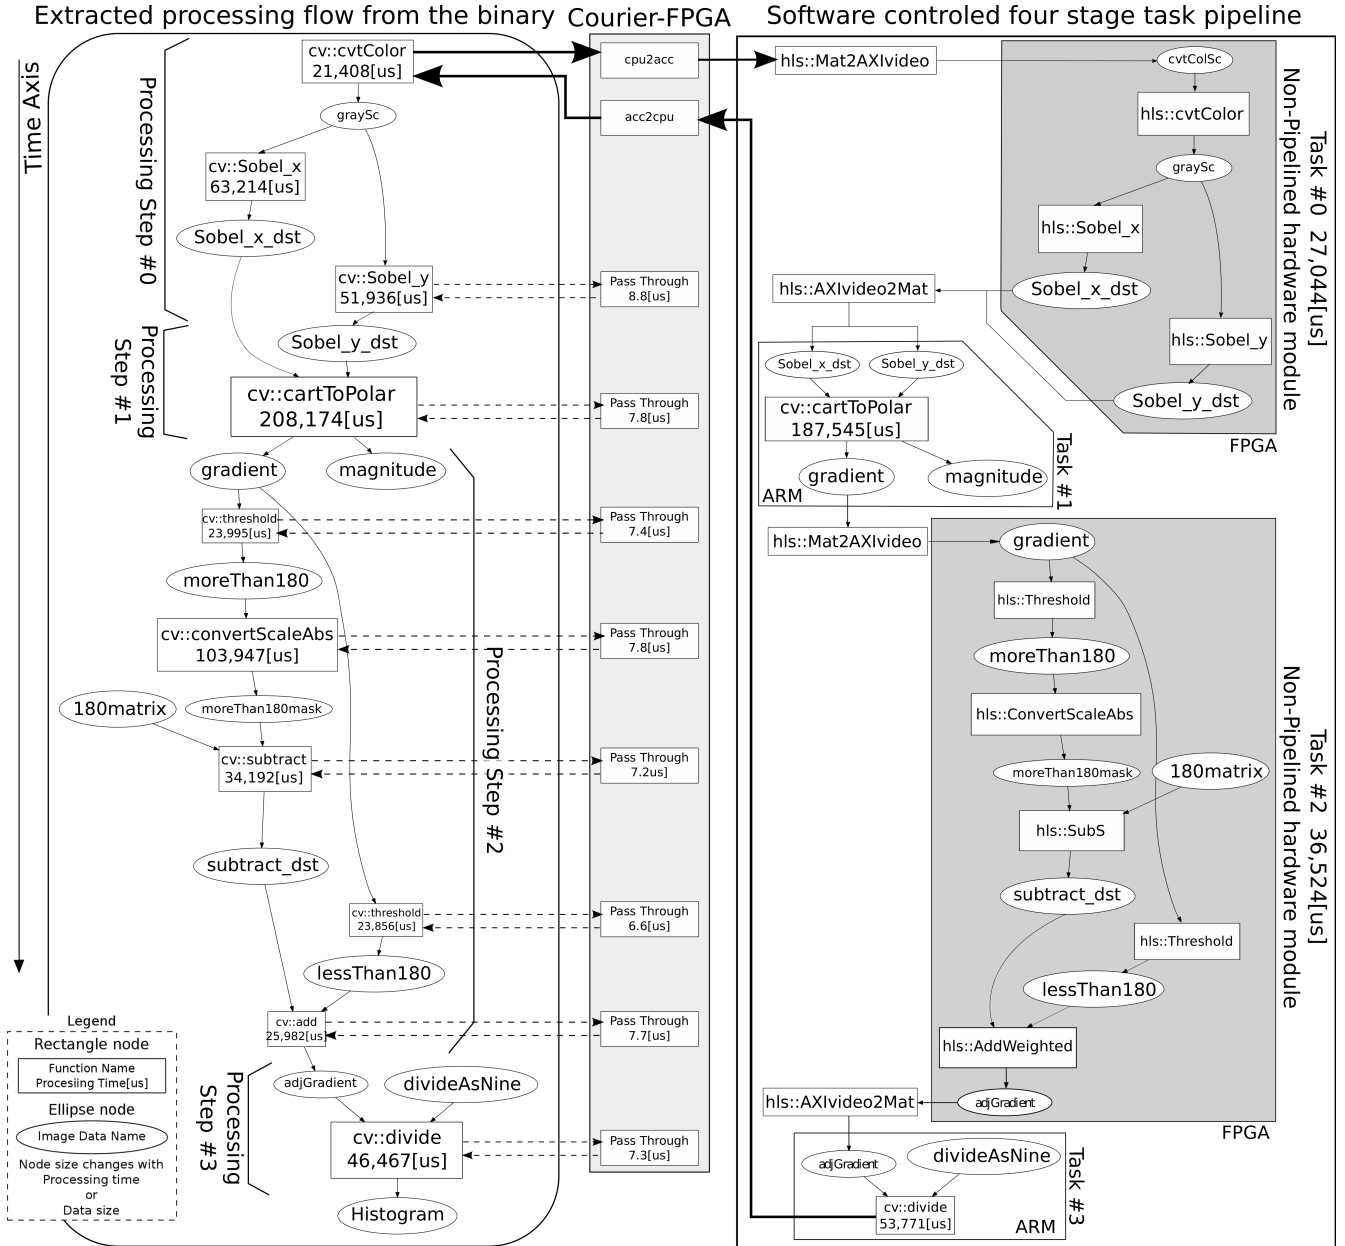 Extracted processing flow from the binary
Courier-FPGA
Software controled four stage task pipeline
Time Axis
Processing Step #0
cv::cvtColor
21,408[us]
graySc
cv::Sobel_x
63,214[us]
Sobel_x_dst
cv::Sobel_y
51,936[us]
Sobel_y_dst
Processing
Step #1
cv::cartToPolar
208,174[us]
gradient
magnitude
cv::threshold
23,995[us]
moreThan180
cv::convertScaleAbs
103,947[us]
180matrix
moreThan180mask
cv::subtract
34,192[us]
Processing Step #2
subtract_dst
cv::threshold
23,856[us]
lessThan180
cv::add
25,982[us]
adjGradient
divideAsNine
Processing
Step #3
cv::divide
46,467[us]
Histogram
Legend
Rectangle node
Function Name
Procesiing Time[us]
Ellipse node
Image Data Name
Node size changes with
Processing time
or
Data size
cpu2acc
acc2cpu
Pass Through
8.8[us]
Pass Through
7.8[us]
Pass Through
7.4[us]
Pass Through
7.8[us]
Pass Through
7.2us]
Pass Through
6.6[us]
Pass Through
7.7[us]
Pass Through
7.3[us]
hls::Mat2AXIvideo
cvtColSc
hls::cvtColor
graySc
hls::Sobel_x
Sobel_x_dst
hls::Sobel_y
Sobel_y_dst
FPGA
Task #0 27,044[us]
Non-Pipelined hardware module
hls::AXIvideo2Mat
Sobel_x_dst
Sobel_y_dst
cv::cartToPolar
187,545[us]
gradient
magnitude
ARM
Task #1
hls::Mat2AXIvideo
gradient
hls::Threshold
moreThan180
hls::ConvertScaleAbs
moreThan180mask
180matrix
hls::SubS
subtract_dst
hls::Threshold
lessThan180
hls::AddWeighted
adjGradient
FPGA
Task #2 36,524[us]
Non-Pipelined hardware module
hls::AXIvideo2Mat
adjGradient
divideAsNine
cv::divide
53,771[us]
ARM
Task #3